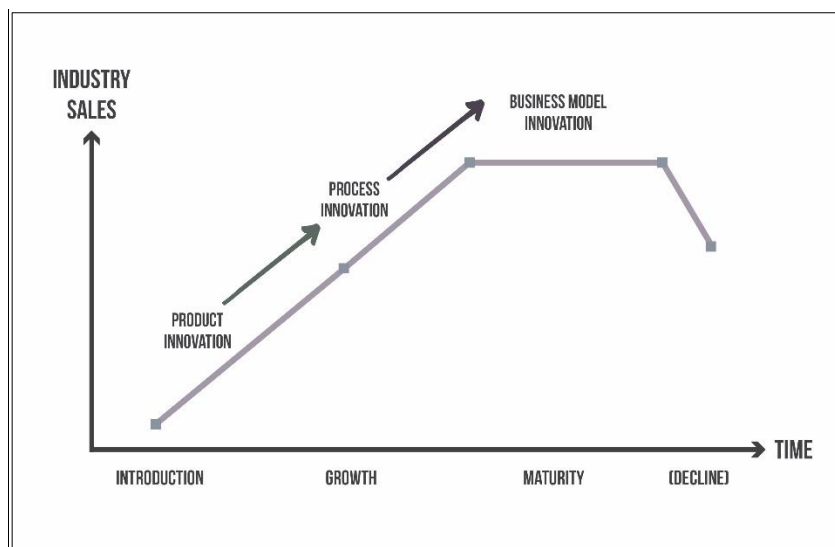 INDUSTRY
SALES
BUSINESS MODEL
INNOVATION
PROCESS
INNOVATION
PRODUCT
INNOVATION
TIME
INTRODUCTION
GROWTH
MATURITY
(DECLINE)